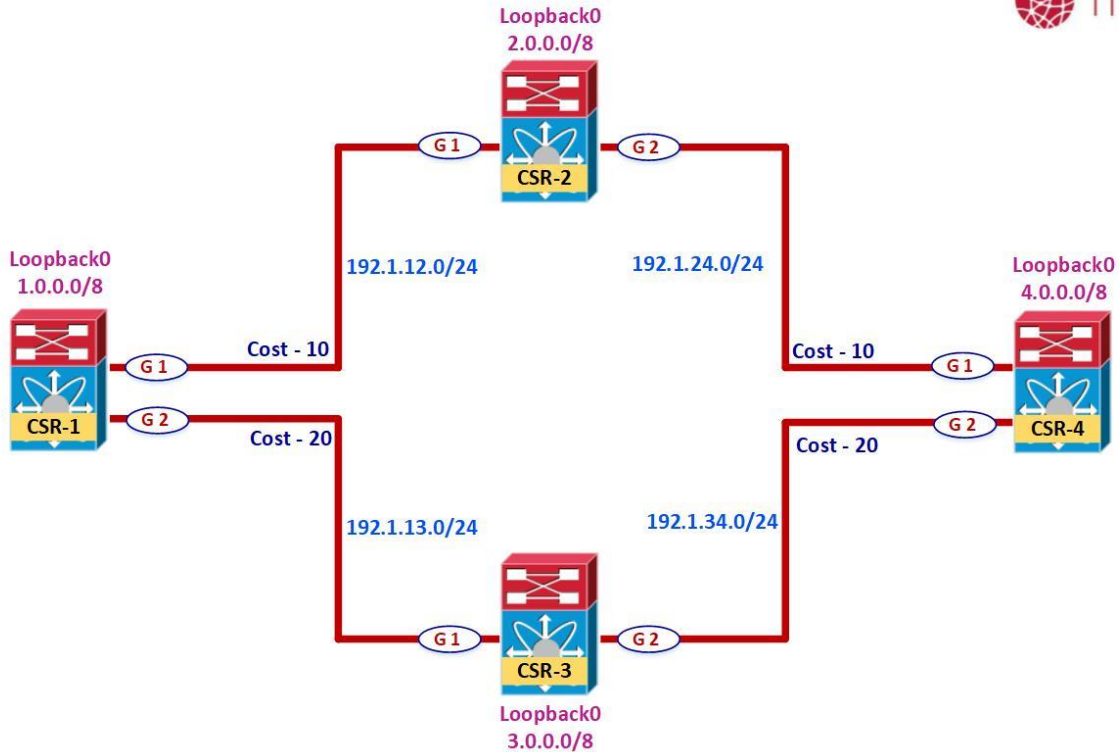 Loopback0
2.0.0.0/8
G 1
CSR-2
G 2
192.1.12.0/24
192.1.24.0/24
Loopback0
1.0.0.0/8
Loopback0
4.0.0.0/8
Cost - 10
Cost - 10
G 1
G 1
CSR-1
G 2
Cost - 20
G 2
CSR-4
Cost - 20
192.1.13.0/24
192.1.34.0/24
G 1
G 2
CSR-3
Loopback0
3.0.0.0/8